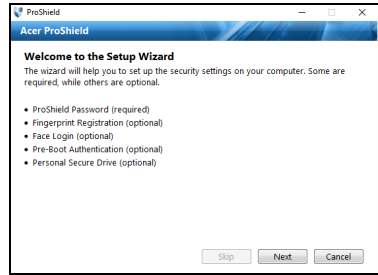 ProShield
Acer ProShield
Welcome to the Setup Wizard
The wizard will help you to set up the security settings on your computer. Some are
required, while others are optional.
• ProShield Password (required)
• Fingerprint Registration (optional)
• Face Login (optional)
• Pre-Boot Authentication (optional)
• Personal Secure Drive (optional)
Skip Next Cancel